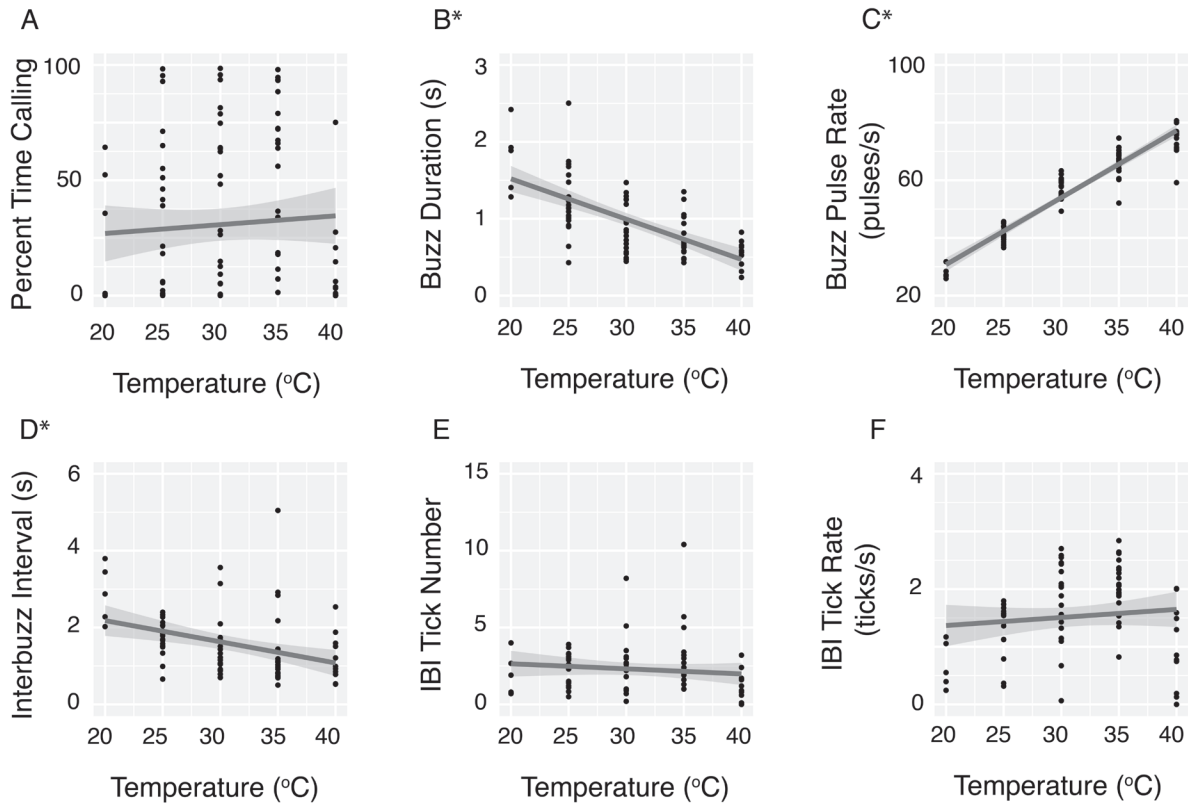 A
B*
C*
Percent Time Calling
100
50
0
20 25 30 35 40
Temperature (°C)
Buzz Duration (s)
3
2
1
0
20 25 30 35 40
Temperature (°C)
Buzz Pulse Rate
(pulses/s)
100
60
20
20 25 30 35 40
Temperature (°C)
D*
E
F
Interbuzz Interval (s)
6
4
2
0
20 25 30 35 40
Temperature (°C)
IBI Tick Number
15
10
5
0
20 25 30 35 40
Temperature (°C)
IBI Tick Rate
(ticks/s)
4
2
0
20 25 30 35 40
Temperature (°C)